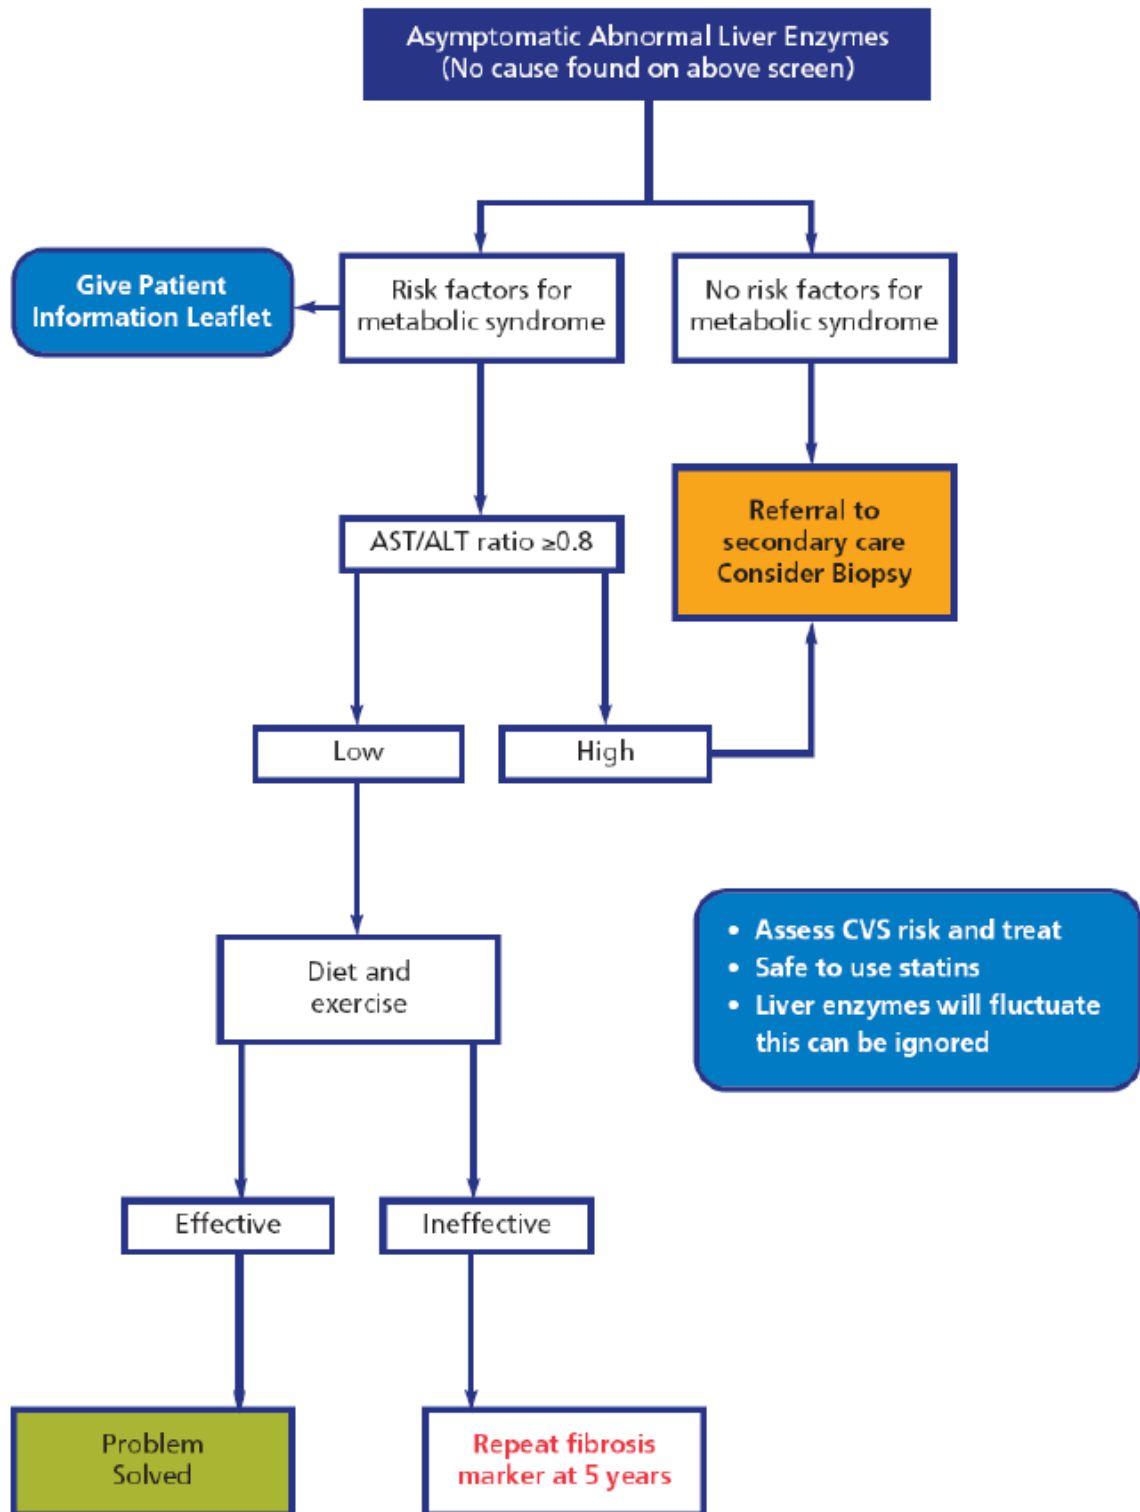 Asymptomatic Abnormal Liver Enzymes
(No cause found on above screen)
Give Patient
Information Leaflet
Risk factors for
metabolic syndrome
No risk factors for
metabolic syndrome
AST/ALT ratio ≥0.8
Referral to
secondary care
Consider Biopsy
Low
High
Diet and
exercise
• Assess CVS risk and treat
• Safe to use statins
• Liver enzymes will fluctuate
this can be ignored
Effective
Ineffective
Problem
Solved
Repeat fibrosis
marker at 5 years